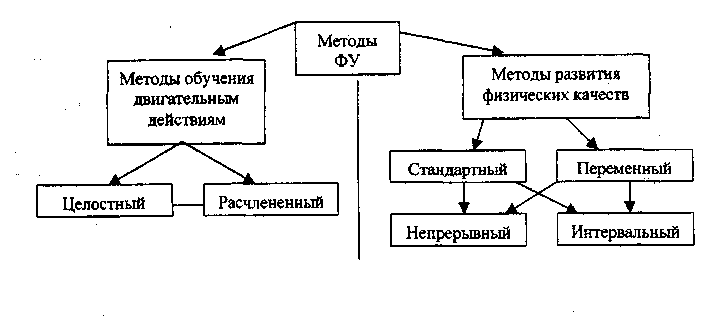 Методы
ФУ
Методы обучения
двигательным
действиям
Методы развития
физических качеств
Целостный
Расчлененный
Стандартный
Переменный
Непрерывный
Интервальный